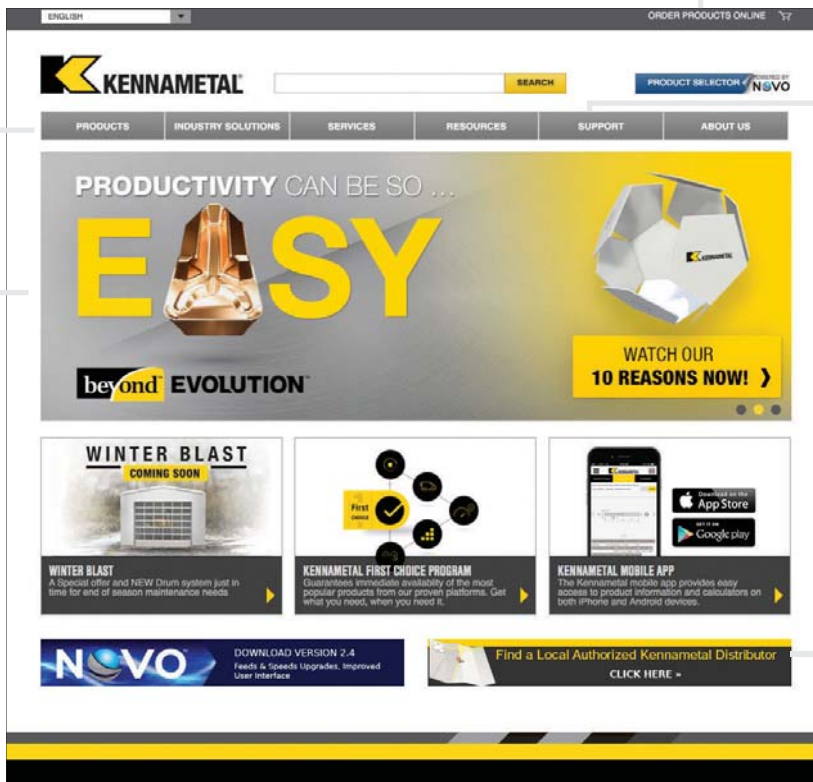 ENGLISH
ORDER PRODUCTS ONLINE
KENNAMETAL
SEARCH
PRODUCT SELECTOR
POWERED BY
NOVO
PRODUCTS
INDUSTRY SOLUTIONS
SERVICES
RESOURCES
SUPPORT
ABOUT US
PRODUCTIVITY CAN BE SO ...
EASY
KENNAMETAL
beyond™ EVOLUTION™
WATCH OUR
10 REASONS NOW! ❯
WINTER BLAST
COMING SOON
WINTER BLAST
A Special offer and NEW Drum system just in
time for end of season maintenance needs
First
CHOICE
KENNAMETAL FIRST CHOICE PROGRAM
Guarantees immediate availablity of the most
popular products from our proven platforms. Get
what you need, when you need it.
KENNAMETAL
Download on the
App Store
GET IT ON
Google play
KENNAMETAL MOBILE APP
The Kennametal mobile app provides easy
access to product information and calculators on
both iPhone and Android devices.
NOVO
DOWNLOAD VERSION 2.4
Feeds & Speeds Upgrades, Improved
User Interface
Find a Local Authorized Kennametal Distributor
CLICK HERE »